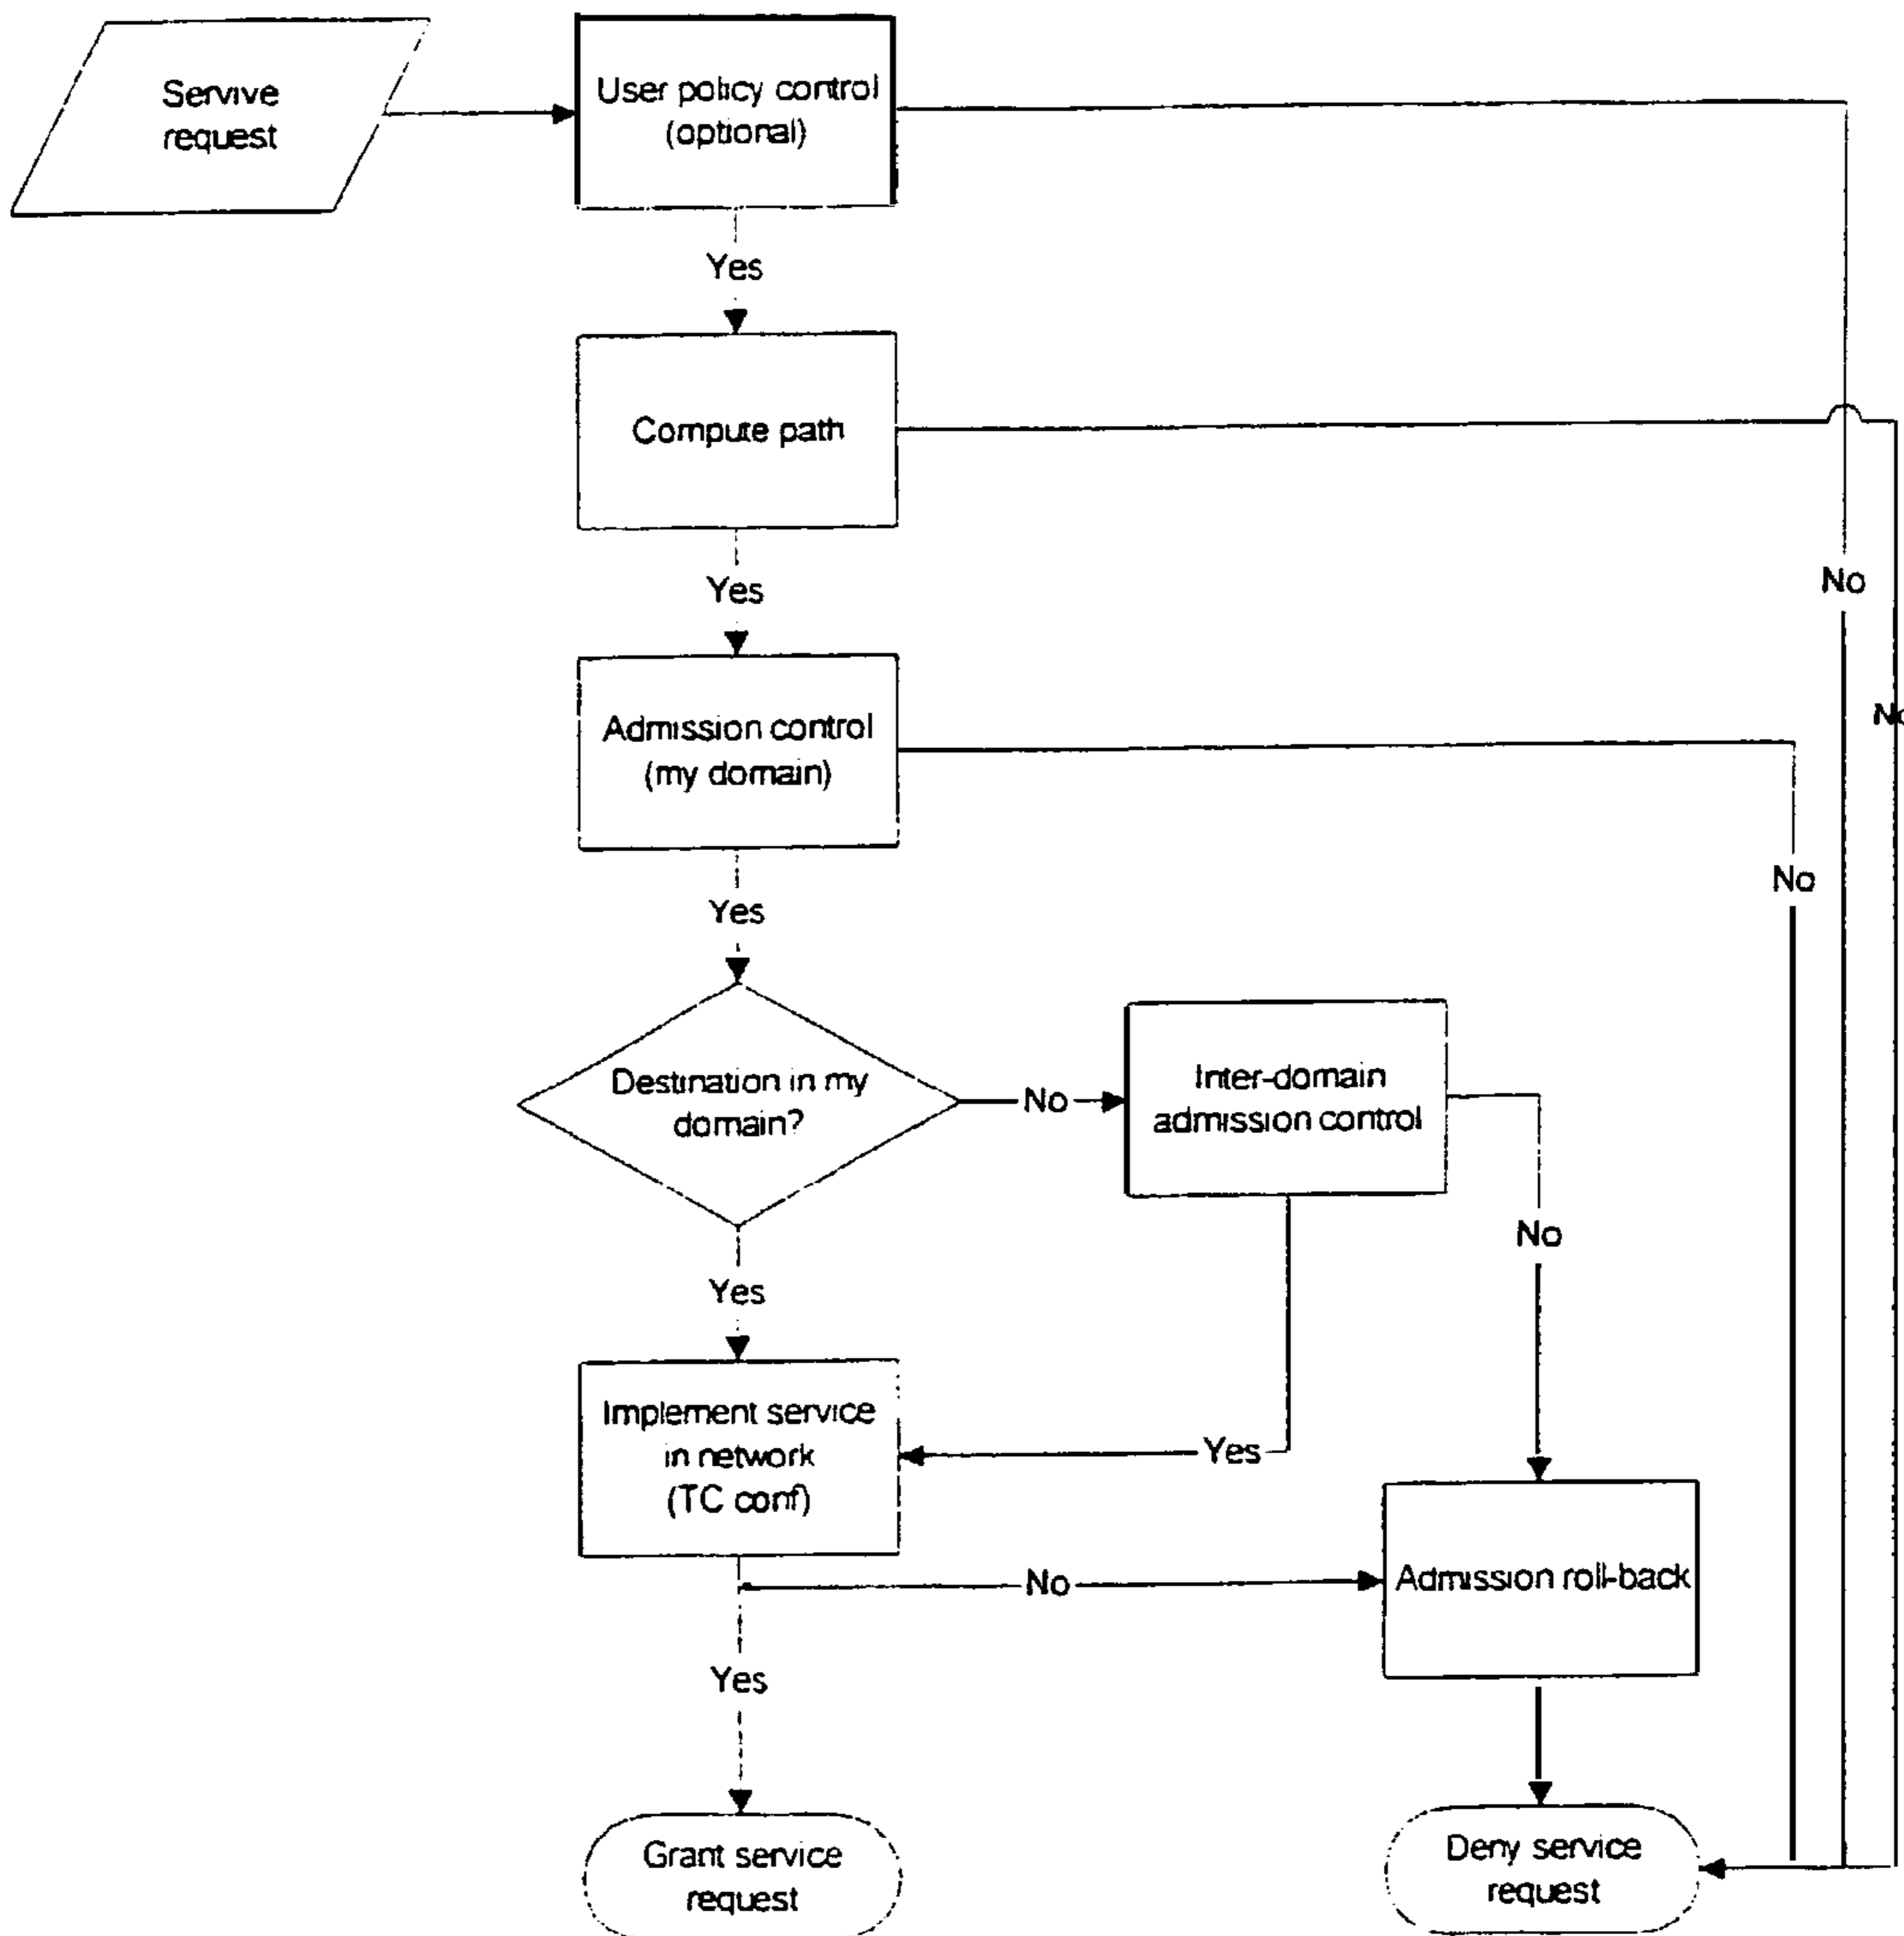 Servive
request
User policy control
(optional)
Yes
Compute path
Yes
No
Admission control
(my domain)
No
No
Yes
Destination in my
domain?
No
Inter-domain
admission control
No
Yes
Implement service
in network
(TC conf)
Yes
No
Admission roll-back
Yes
Grant service
request
Deny service
request